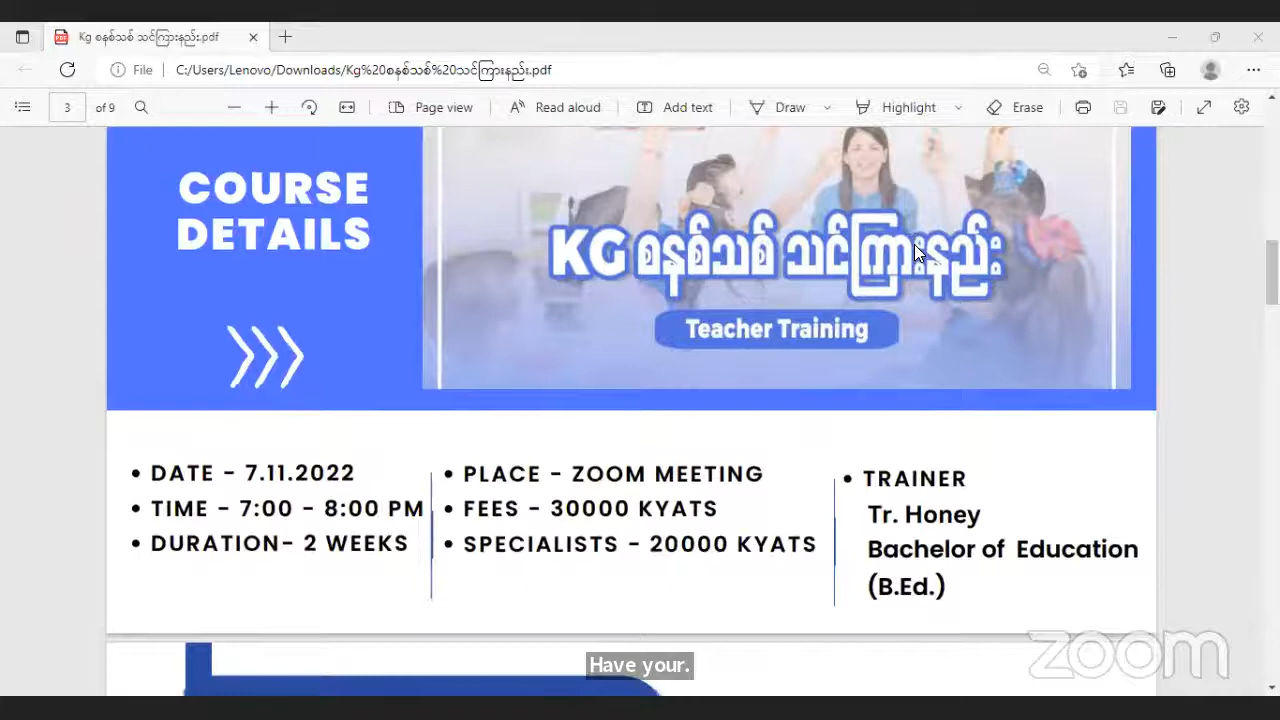 Kg စနစ်သစ် သင်ကြားနည်း.pdf
File
C:/Users/Lenovo/Downloads/Kg%20စနစ်သစ်%20သင်ကြားနည်း.pdf
3 of 9
Page view
Read aloud
Add text
Draw
Highlight
Erase
COURSE
DETAILS
KG စနစ်သစ် သင်ကြားနည်း
Teacher Training
• DATE - 7.11.2022
• TIME - 7:00 - 8:00 PM
• DURATION- 2 WEEKS
• PLACE - ZOOM MEETING
• FEES - 30000 KYATS
• SPECIALISTS - 20000 KYATS
• TRAINER
Tr. Honey
Bachelor of Education
(B.Ed.)
Have your.
zoom